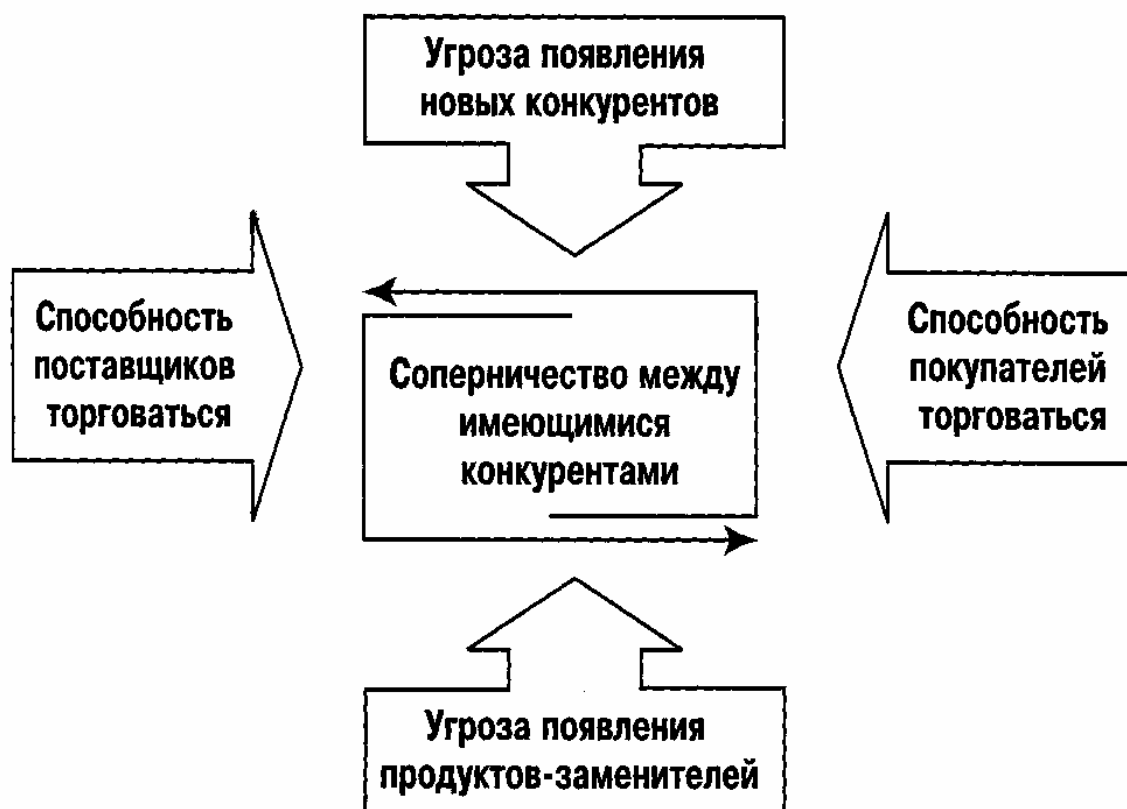 Угроза появления
новых конкурентов
Способность
поставщиков
торговаться
Соперничество между
имеющимися
конкурентами
Способность
покупателей
торговаться
Угроза появления
продуктов-заменителей